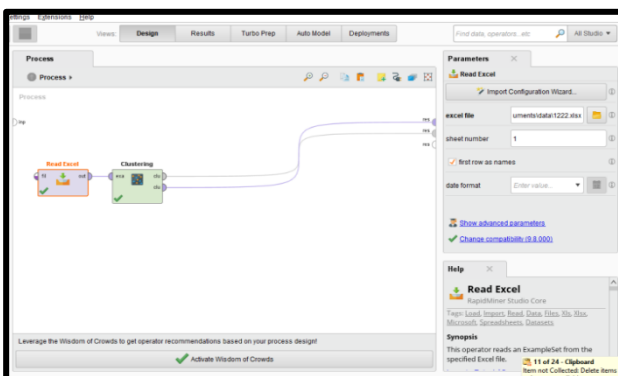 ettings Extensions Help
Views: Design Results Turbo Prep Auto Model Deployments
Find data, operators...etc
All Studio
Process
Process
Process
inp
res
res
res
Read Excel
fil
out
Clustering
exa
clu
clu
Leverage the Wisdom of Crowds to get operator recommendations based on your process design!
Activate Wisdom of Crowds
Parameters
Read Excel
Import Configuration Wizard...
excel file
uments\data\1222.xlsx
sheet number
1
first row as names
date format
Enter value...
Show advanced parameters
Change compatibility (9.8.000)
Help
Read Excel
RapidMiner Studio Core
Tags: Load, Import, Read, Data, Files, Xls, Xlsx,
Microsoft, Spreadsheets, Datasets
Synopsis
This operator reads an ExampleSet from the
specified Excel file.
11 of 24 - Clipboard
Item not Collected: Delete items